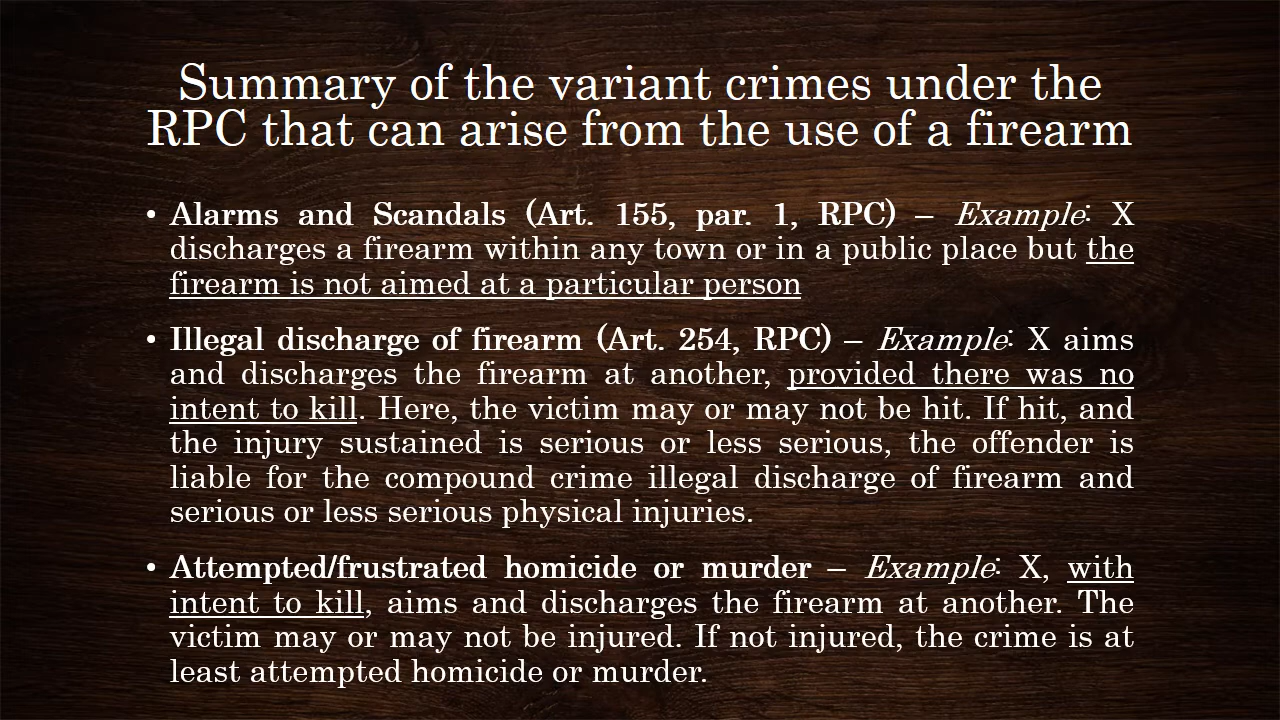 Summary of the variant crimes under the
RPC that can arise from the use of a firearm
• Alarms and Scandals (Art. 155, par. 1, RPC) – Example: X
discharges a firearm within any town or in a public place but the
firearm is not aimed at a particular person
• Illegal discharge of firearm (Art. 254, RPC) – Example: X aims
and discharges the firearm at another, provided there was no
intent to kill. Here, the victim may or may not be hit. If hit, and
the injury sustained is serious or less serious, the offender is
liable for the compound crime illegal discharge of firearm and
serious or less serious physical injuries.
• Attempted/frustrated homicide or murder – Example: X, with
intent to kill, aims and discharges the firearm at another. The
victim may or may not be injured. If not injured, the crime is at
least attempted homicide or murder.